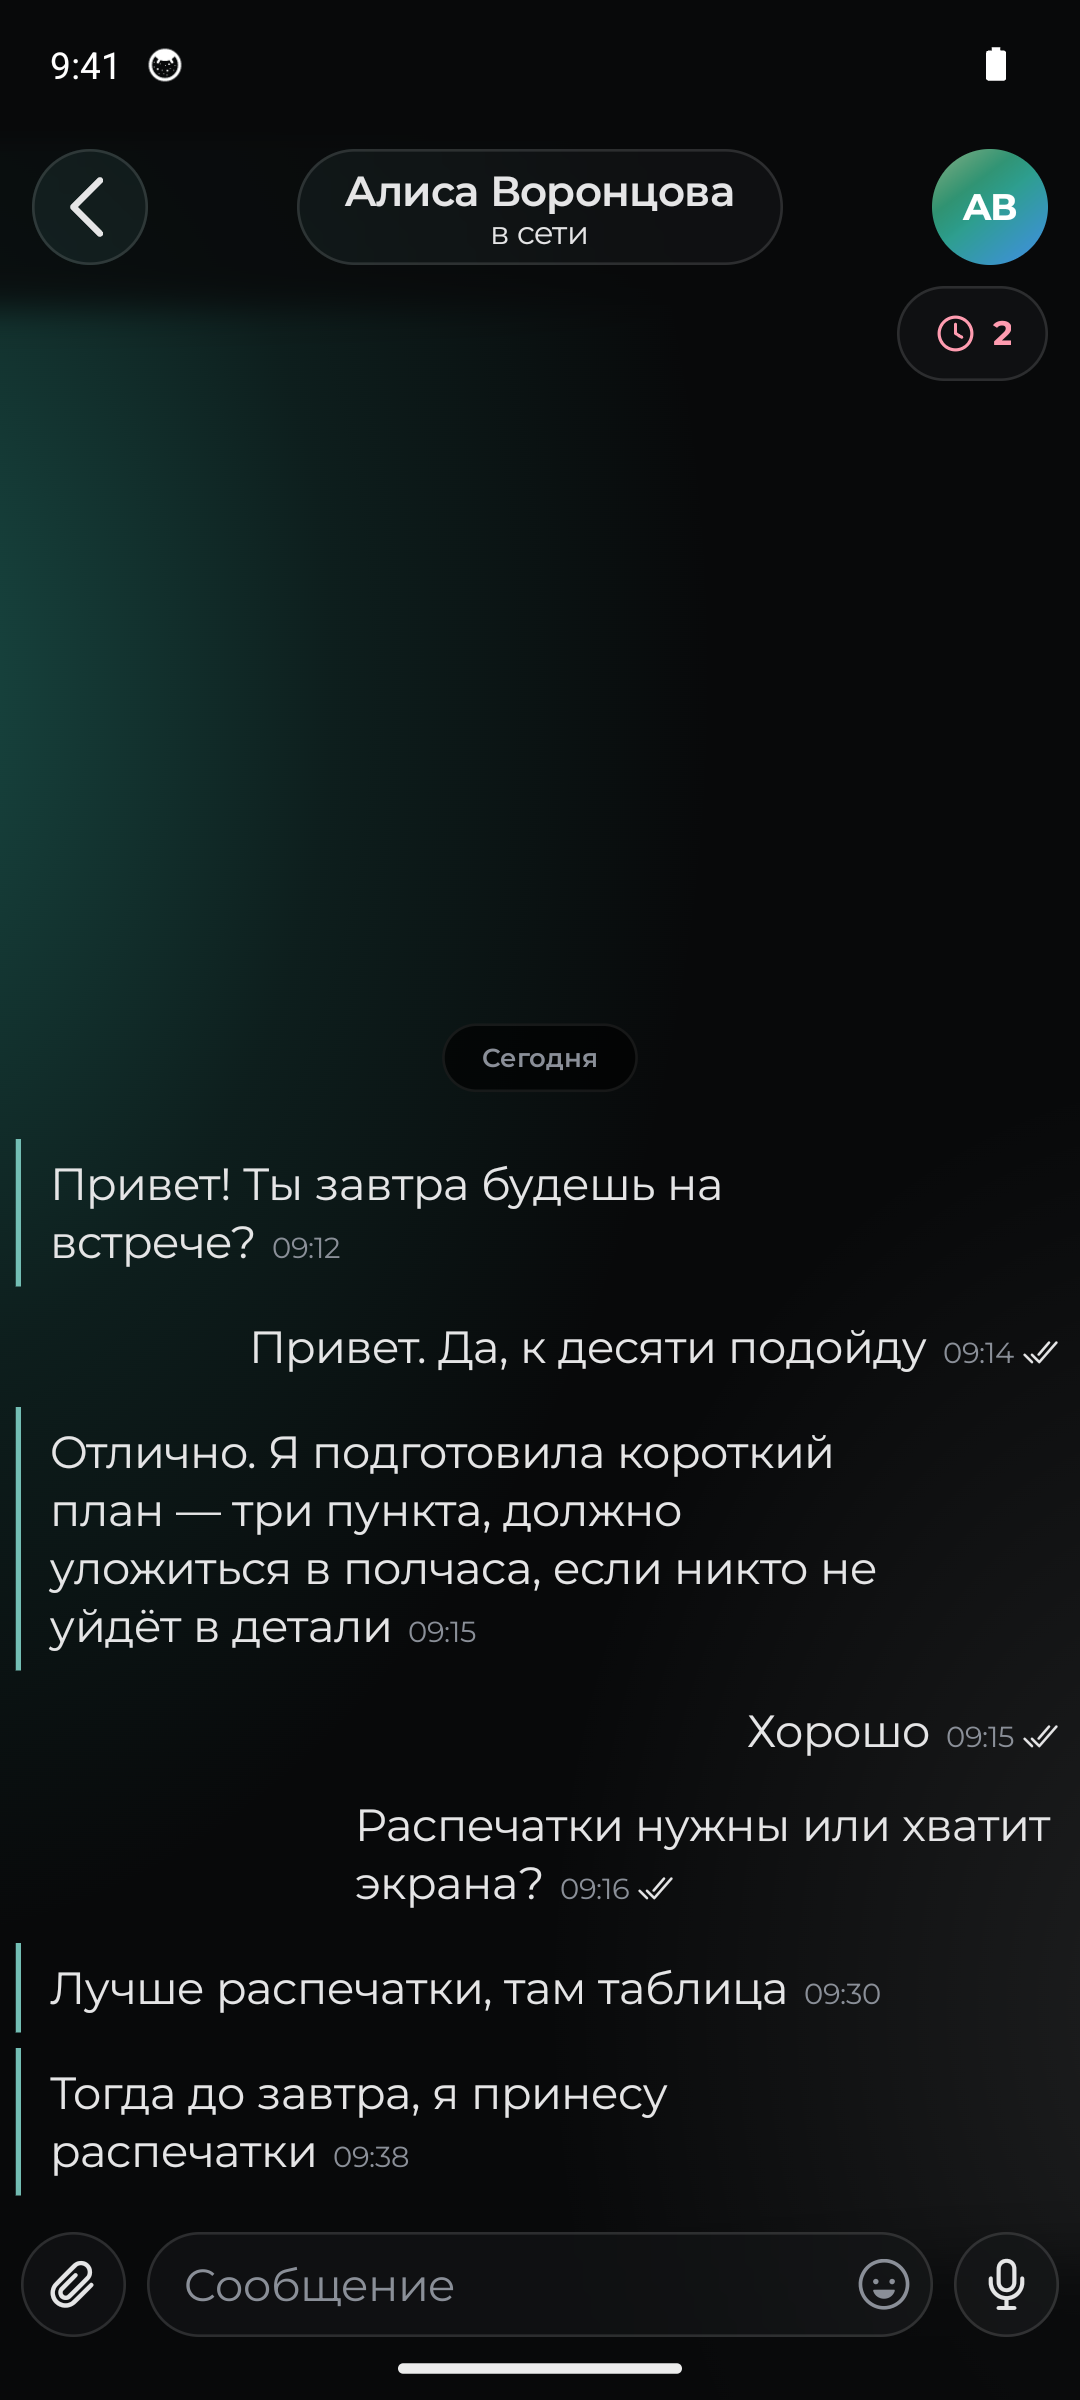 9:41
Алиса Воронцова
в сети
АВ
2
Сегодня
Привет! Ты завтра будешь на
встрече? 09:12
Привет. Да, к десяти подойду 09:14
Отлично. Я подготовила короткий
план — три пункта, должно
уложиться в полчаса, если никто не
уйдёт в детали 09:15
Хорошо 09:15
Распечатки нужны или хватит
экрана? 09:16
Лучше распечатки, там таблица 09:30
Тогда до завтра, я принесу
распечатки 09:38
Сообщение